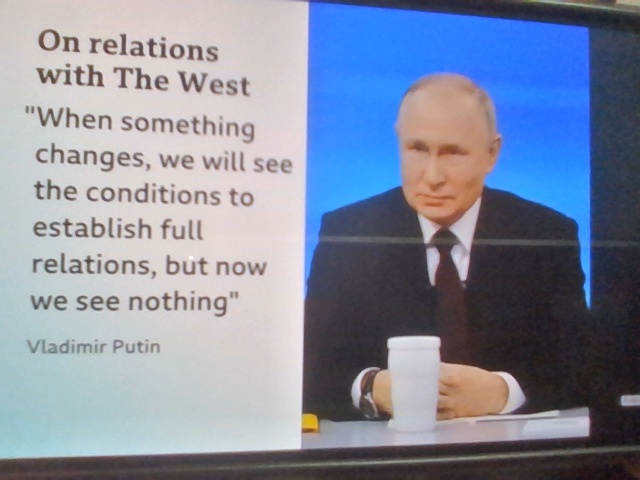 On relations
with The West
"When something
changes, we will see
the conditions to
establish full
relations, but now
we see nothing"
Vladimir Putin